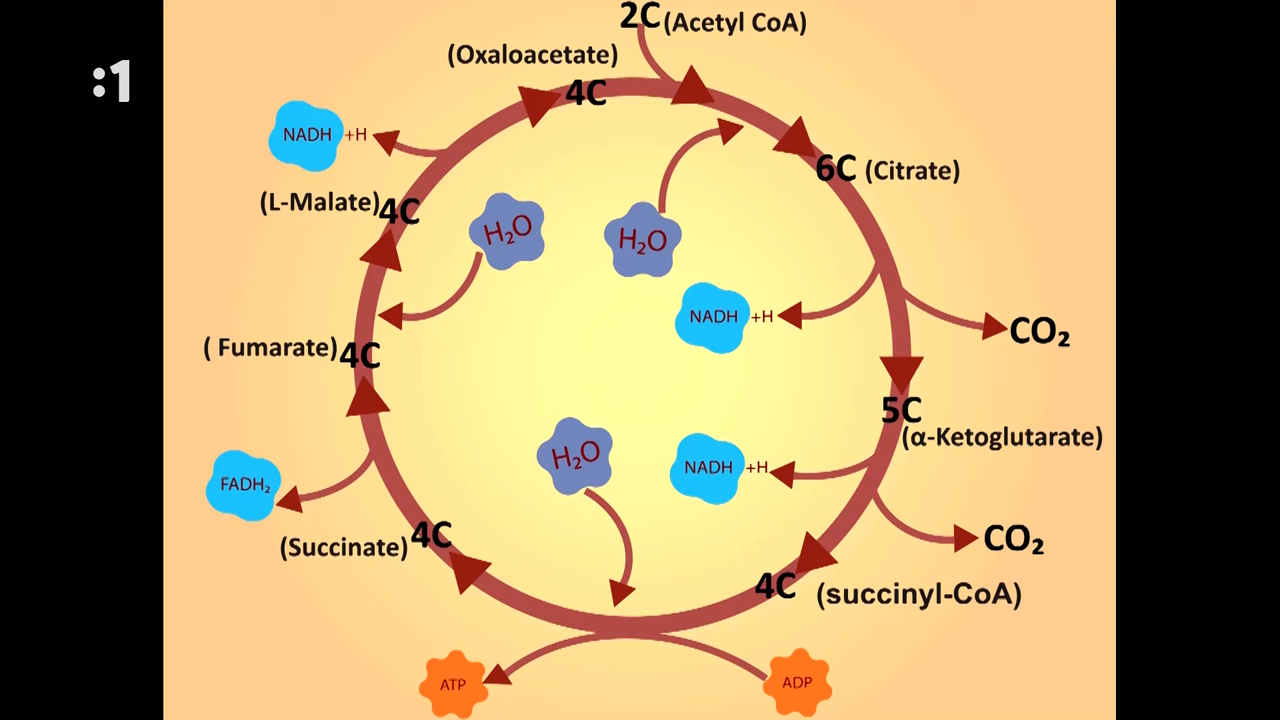 :1
2C (Acetyl CoA)
(Oxaloacetate)
4C
NADH +H
6C (Citrate)
(L-Malate) 4C
H₂O
H₂O
NADH +H
CO₂
( Fumarate) 4C
5C
(α-Ketoglutarate)
H₂O
NADH +H
FADH₂
(Succinate) 4C
CO₂
4C (succinyl-CoA)
ATP
ADP